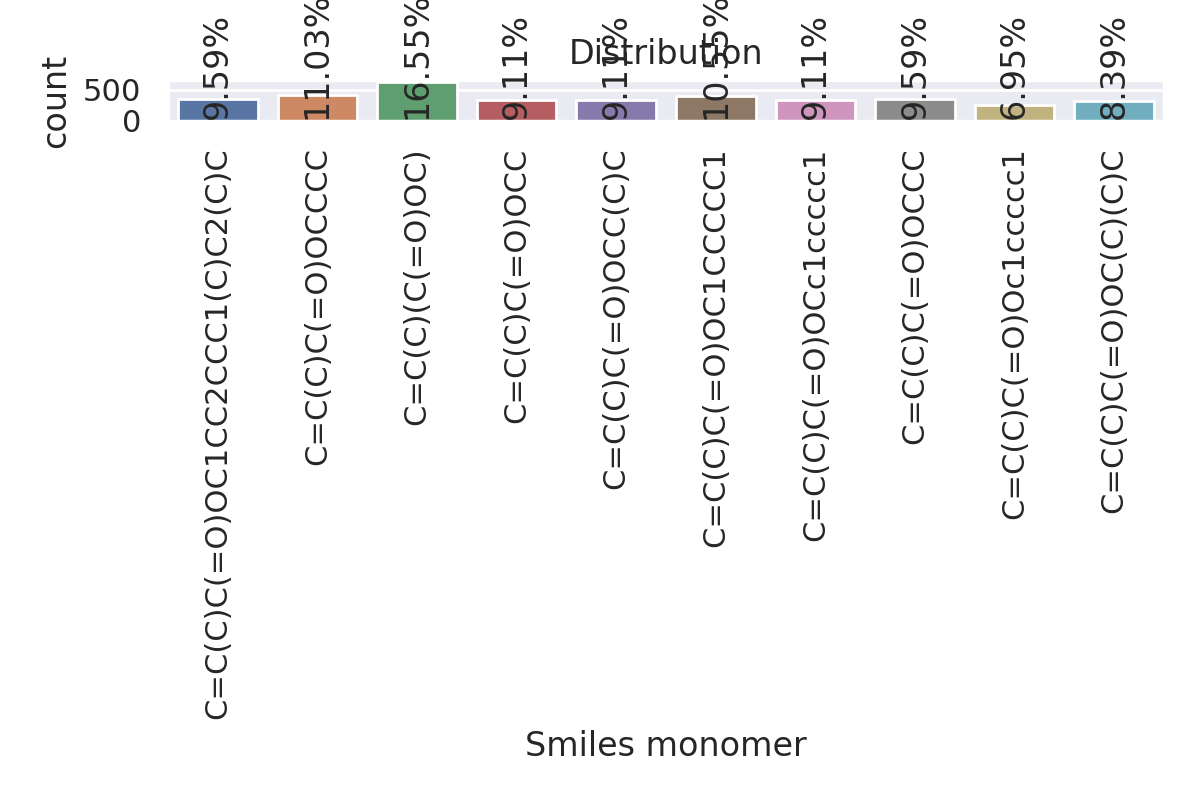 Distribution
count
500
0
9.59%
11.03%
16.55%
9.11%
9.11%
10.55%
9.11%
9.59%
6.95%
8.39%
C=C(C)C(=O)OC1CC2CCC1(C)C2(C)C
C=C(C)C(=O)OCCCC
C=C(C)(C(=O)OC)
C=C(C)C(=O)OCC
C=C(C)C(=O)OCC(C)C
C=C(C)C(=O)OC1CCCCC1
C=C(C)C(=O)OCc1ccccc1
C=C(C)C(=O)OCCC
C=C(C)C(=O)Oc1ccccc1
C=C(C)C(=O)OC(C)(C)C
Smiles monomer